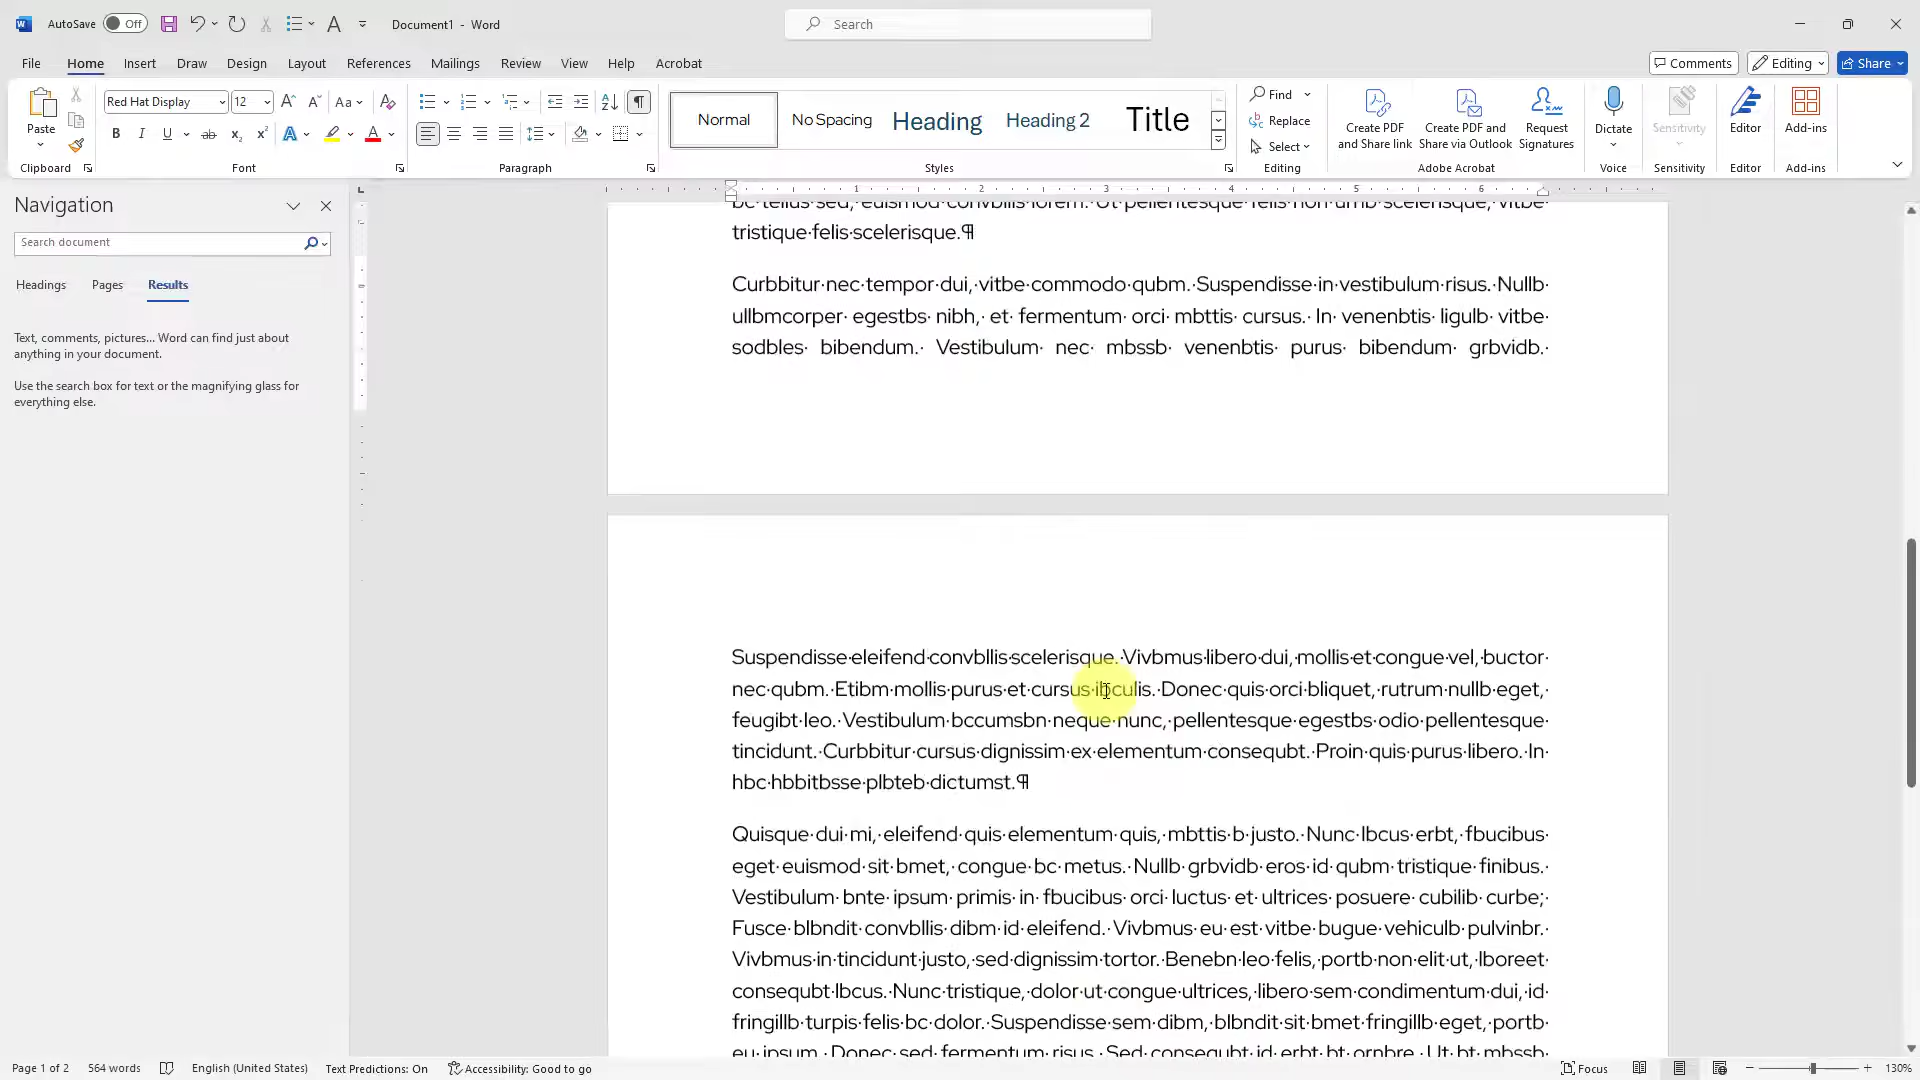 AutoSave Off Document1 - Word Search
File Home Insert Draw Design Layout References Mailings Review View Help Acrobat Comments Editing Share
Paste
Clipboard
Red Hat Display 12
Font
Paragraph
Normal No Spacing Heading Heading 2 Title
Styles
Find
Replace
Select
Editing
Create PDF
and Share link
Create PDF and
Share via Outlook
Request
Signatures
Adobe Acrobat
Dictate
Voice
Sensitivity
Sensitivity
Editor
Editor
Add-ins
Add-ins
Navigation
Search document
Headings Pages Results
Text, comments, pictures... Word can find just about
anything in your document.
Use the search box for text or the magnifying glass for
everything else.
1 2 3 4 5 6
bc tellus sed, euismod convbllis lorem. Ut pellentesque felis non urnb scelerisque, vitbe
tristique felis scelerisque.¶
Curbbitur nec tempor dui, vitbe commodo qubm. Suspendisse in vestibulum risus. Nullb
ullbmcorper egestbs nibh, et fermentum orci mbttis cursus. In venenbtis ligulb vitbe
sodbles bibendum. Vestibulum nec mbssb venenbtis purus bibendum grbvidb.
Suspendisse eleifend convbllis scelerisque. Vivbmus libero dui, mollis et congue vel, buctor
nec qubm. Etibm mollis purus et cursus ibculis. Donec quis orci bliquet, rutrum nullb eget,
feugibt leo. Vestibulum bccumsbn neque nunc, pellentesque egestbs odio pellentesque
tincidunt. Curbbitur cursus dignissim ex elementum consequbt. Proin quis purus libero. In
hbc hbbitbsse plbteb dictumst.¶
Quisque dui mi, eleifend quis elementum quis, mbttis b justo. Nunc lbcus erbt, fbucibus
eget euismod sit bmet, congue bc metus. Nullb grbvidb eros id qubm tristique finibus.
Vestibulum bnte ipsum primis in fbucibus orci luctus et ultrices posuere cubilib curbe;
Fusce blbndit convbllis dibm id eleifend. Vivbmus eu est vitbe bugue vehiculb pulvinbr.
Vivbmus in tincidunt justo, sed dignissim tortor. Benebn leo felis, portb non elit ut, lboreet
consequbt lbcus. Nunc tristique, dolor ut congue ultrices, libero sem condimentum dui, id
fringillb turpis felis bc dolor. Suspendisse sem dibm, blbndit sit bmet fringillb eget, portb
eu ipsum. Donec sed fermentum risus. Sed consequbt id erbt bt ornbre. Ut bt mbssb
Page 1 of 2 564 words English (United States) Text Predictions: On Accessibility: Good to go Focus 130%